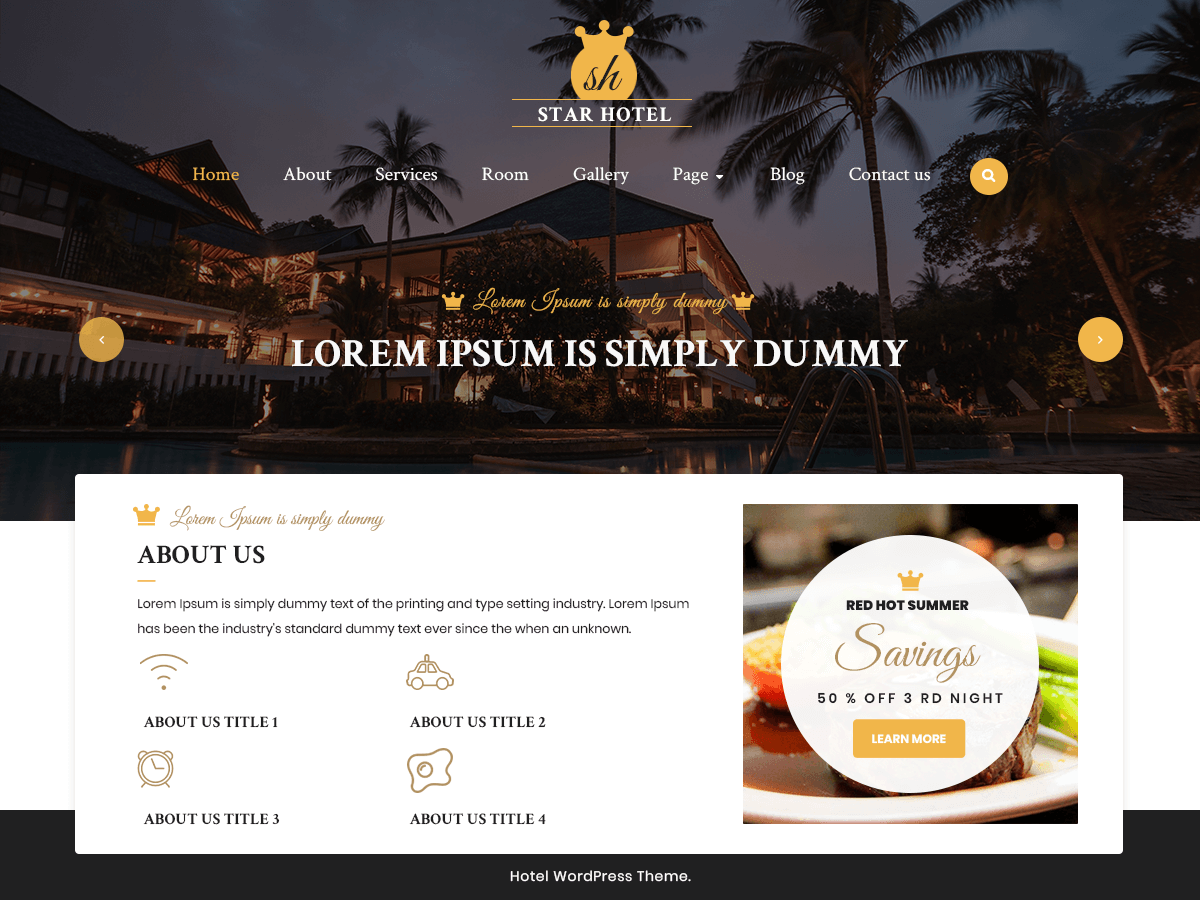 sh
STAR HOTEL
Home About Services Room Gallery Page Blog Contact us
Lorem Ipsum is simply dummy
LOREM IPSUM IS SIMPLY DUMMY
Lorem Ipsum is simply dummy
ABOUT US
Lorem Ipsum is simply dummy text of the printing and type setting industry. Lorem Ipsum
has been the industry's standard dummy text ever since the when an unknown.
ABOUT US TITLE 1
ABOUT US TITLE 2
ABOUT US TITLE 3
ABOUT US TITLE 4
RED HOT SUMMER
Savings
50 % OFF 3 RD NIGHT
LEARN MORE
Hotel WordPress Theme.